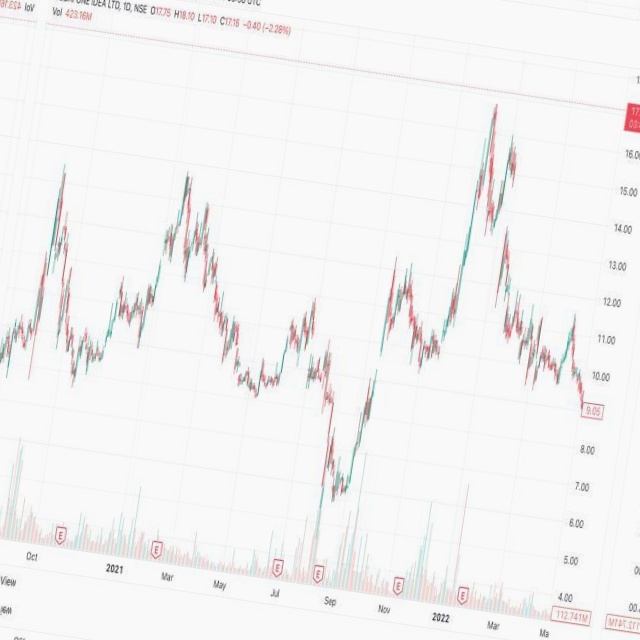 ONE IDEA LTD, 1D, NSE O17.75 H18.10 L17.10 C17.15 −0.40 (−2.28%)
Vol 423.16M
16.00
15.00
14.00
13.00
12.00
11.00
10.00
9.05
8.00
7.00
6.00
5.00
4.00
112.741M
E E E E E E
Oct 2021 Mar May Jul Sep Nov 2022 Mar Ma
View